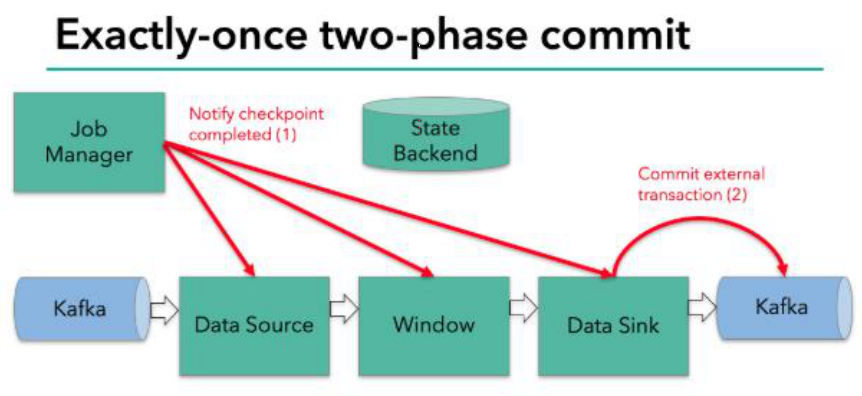 Exactly-once two-phase commit
Job
Manager
Notify checkpoint
completed (1)
State
Backend
Commit external
transaction (2)
Kafka
Data Source
Window
Data Sink
Kafka